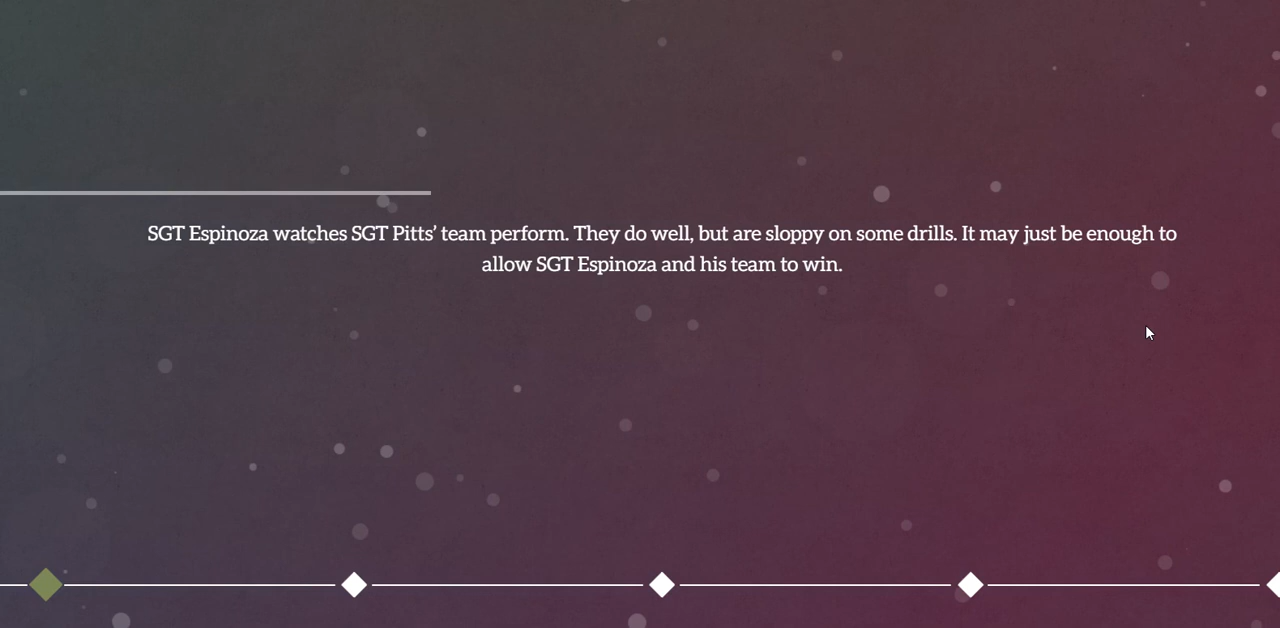 SGT Espinoza watches SGT Pitts’ team perform. They do well, but are sloppy on some drills. It may just be enough to
allow SGT Espinoza and his team to win.